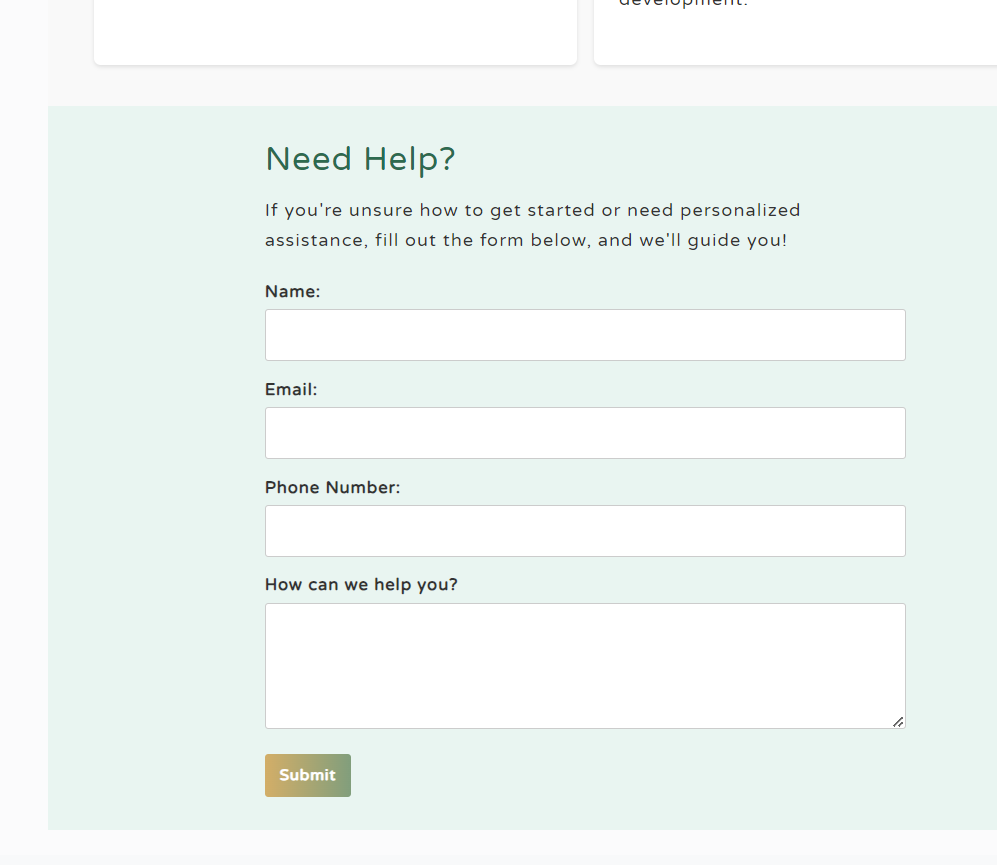 development.
Need Help?
If you're unsure how to get started or need personalized
assistance, fill out the form below, and we'll guide you!
Name:
Email:
Phone Number:
How can we help you?
Submit